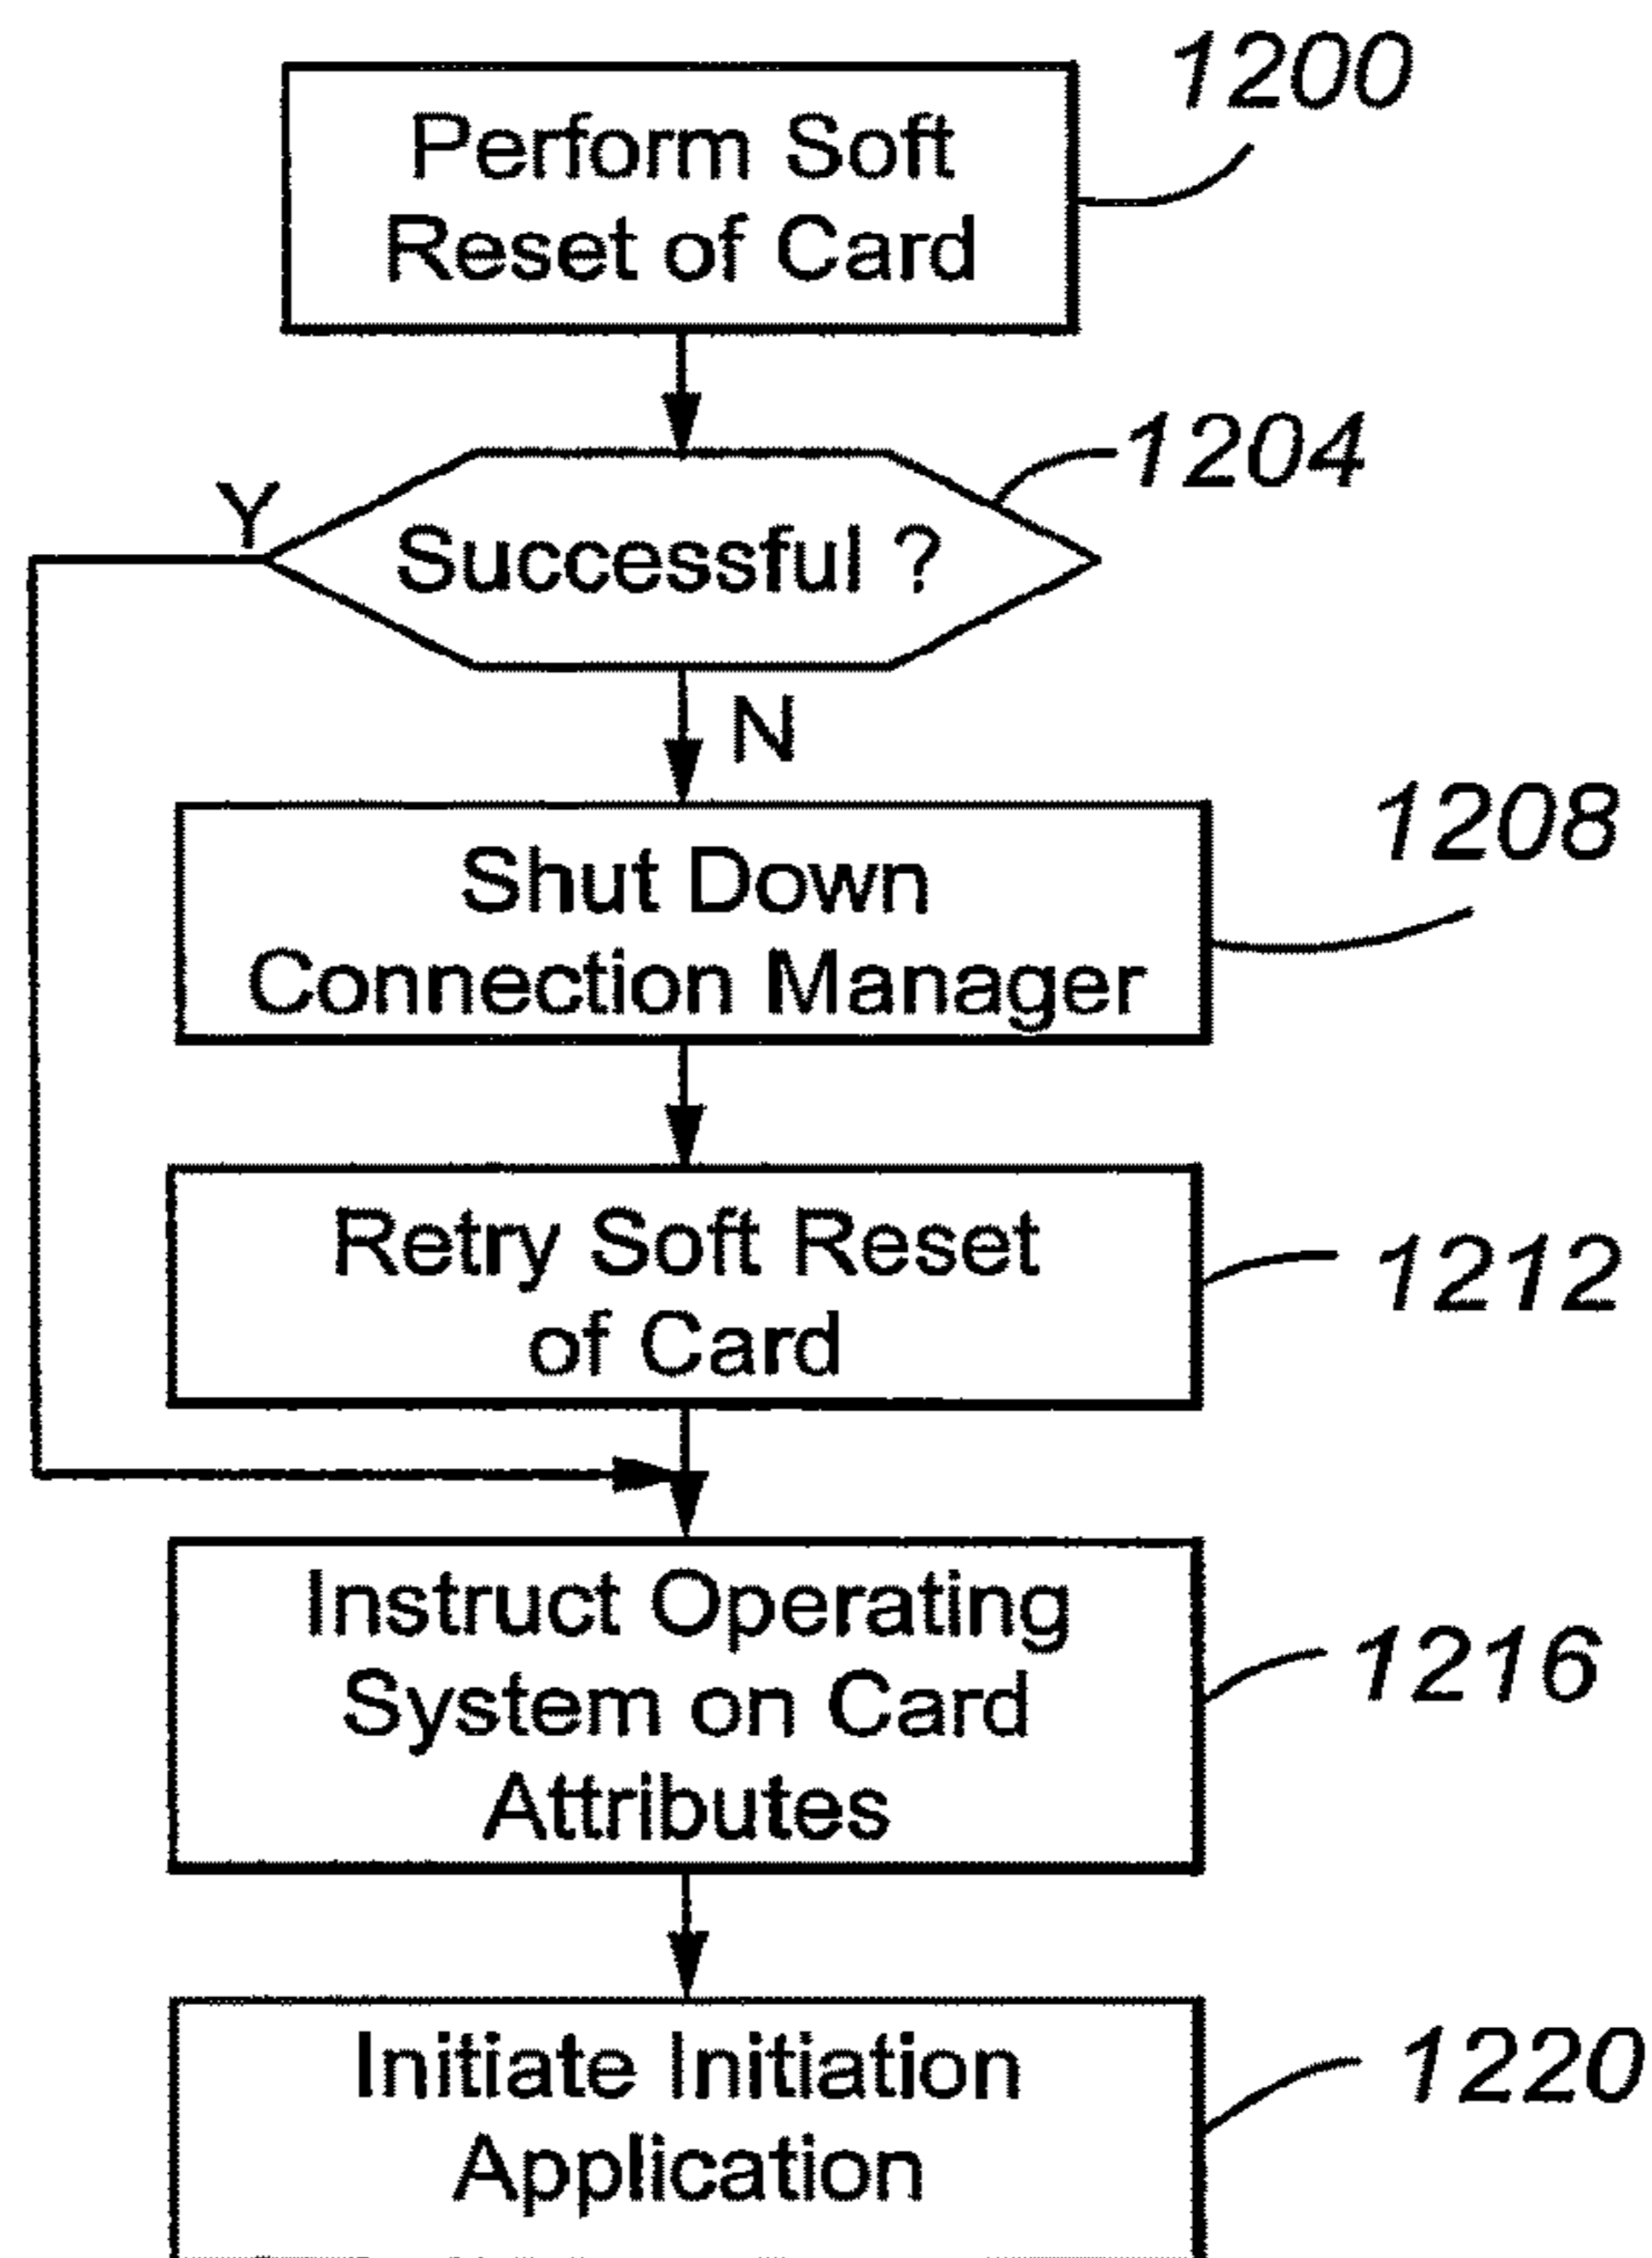 1200
Perform Soft
Reset of Card
1204
Y
Successful ?
N
1208
Shut Down
Connection Manager
Retry Soft Reset
1212
of Card
Instruct Operating
1216
System on Card
Attributes
Initiate Initiation
1220
Application